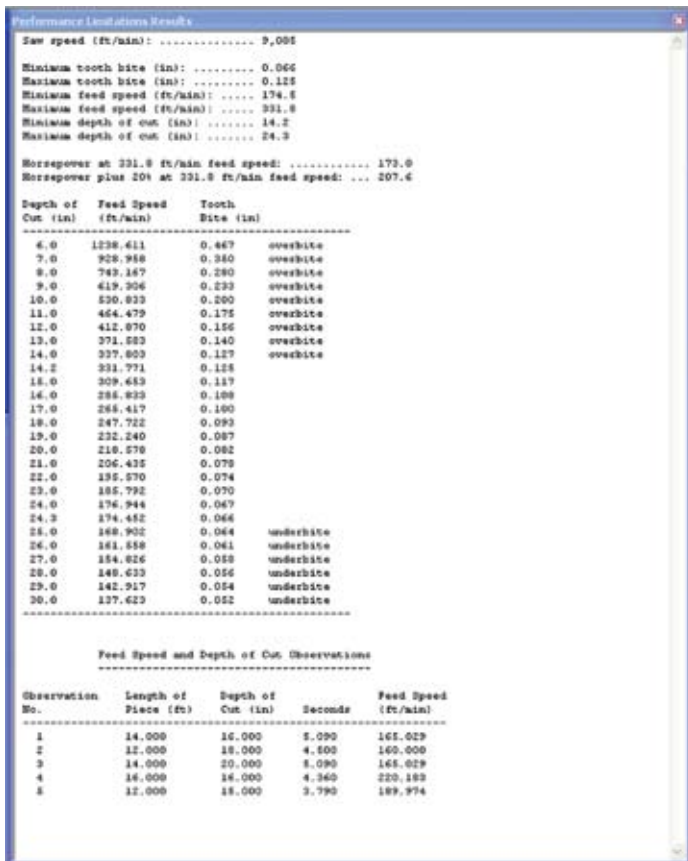 Performance Limitations Results
Saw speed (ft/min): ..............
Minimum tooth bite (in): ......... 0.066
Maximum tooth bite (in): ......... 0.125
Minimum feed speed (ft/min): ..... 174.5
Maximum feed speed (ft/min): ..... 331.8
Minimum depth of cut (in): ....... 14.2
Maximum depth of cut (in): ....... 24.3
Horsepower at 331.8 ft/min feed speed: ............ 173.0
Horsepower plus 20% at 331.8 ft/min feed speed: ... 207.6
Depth of Feed Speed Tooth
Cut (in) (ft/min) Bite (in)
6.0 1238.611 0.467 overbite
7.0 928.958 0.350 overbite
8.0 743.167 0.280 overbite
9.0 619.306 0.233 overbite
10.0 530.833 0.200 overbite
11.0 464.479 0.175 overbite
12.0 412.870 0.156 overbite
13.0 371.583 0.140 overbite
14.0 337.803 0.127 overbite
14.2 331.771 0.125
15.0 309.653 0.117
16.0 285.833 0.108
17.0 265.417 0.100
18.0 247.722 0.093
19.0 232.240 0.087
20.0 218.578 0.082
21.0 206.435 0.078
22.0 195.570 0.074
23.0 185.792 0.070
24.0 176.944 0.067
24.3 174.452 0.066
25.0 168.902 0.064 underbite
26.0 161.558 0.061 underbite
27.0 154.826 0.058 underbite
28.0 148.633 0.056 underbite
29.0 142.917 0.054 underbite
30.0 137.623 0.052 underbite
Feed Speed and Depth of Cut Observations
Observation Length of Depth of Feed Speed
No. Piece (ft) Cut (in) Seconds (ft/min)
1 14.000 16.000 5.090 165.029
2 12.000 18.000 4.500 160.000
3 14.000 20.000 5.090 165.029
4 16.000 16.000 4.360 220.183
5 12.000 15.000 3.790 189.974